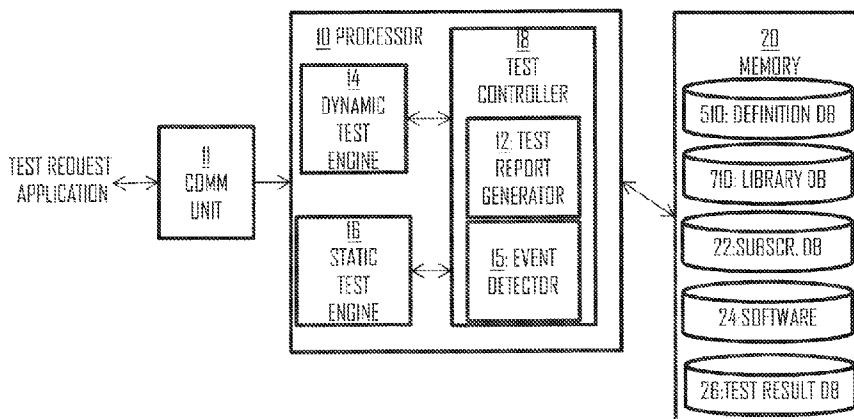 10 PROCESSOR
14
DYNAMIC
TEST
ENGINE
18
TEST
CONTROLLER
12: TEST
REPORT
GENERATOR
15: EVENT
DETECTOR
16
STATIC
TEST
ENGINE
TEST REQUEST
APPLICATION
11
COMM
UNIT
20
MEMORY
510: DEFINITION DB
710: LIBRARY DB
22:SUBSCR. DB
24:SOFTWARE
26:TEST RESULT DB